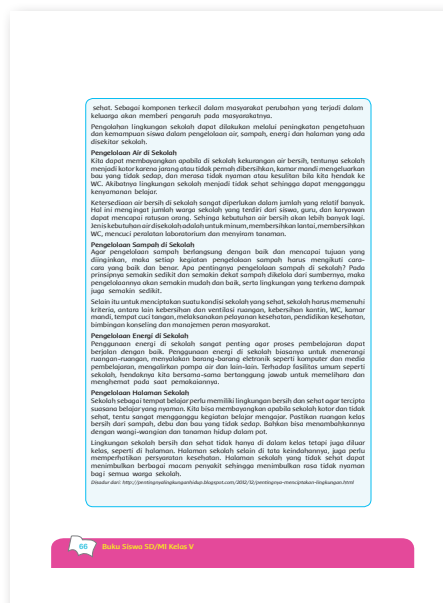 sehat. Sebagai komponen terkecil dalam masyarakat perubahan yang terjadi dalam
keluarga akan memberi pengaruh pada masyarakatnya.
Pengolahan lingkungan sekolah dapat dilakukan melalui peningkatan pengetahuan
dan kemampuan siswa dalam pengelolaan air, sampah, energi dan halaman yang ada
disekitar sekolah.
Pengelolaan Air di Sekolah
Kita dapat membayangkan apabila di sekolah kekurangan air bersih, tentunya sekolah
menjadi kotor karena jarang atau tidak pernah dibersihkan, kamar mandi mengeluarkan
bau yang tidak sedap, dan merasa tidak nyaman atau kesulitan bila kita hendak ke
WC. Akibatnya lingkungan sekolah menjadi tidak sehat sehingga dapat mengganggu
kenyamanan belajar.
Ketersediaan air bersih di sekolah sangat diperlukan dalam jumlah yang relatif banyak.
Hal ini mengingat jumlah warga sekolah yang terdiri dari siswa, guru, dan karyawan
dapat mencapai ratusan orang. Sehinga kebutuhan air bersih akan lebih banyak lagi.
Jenis kebutuhan air disekolah adalah untuk minum, membersihkan lantai, membersihkan
WC, mencuci peralatan laboratorium dan menyiram tanaman.
Pengelolaan Sampah di Sekolah
Agar pengelolaan sampah berlangsung dengan baik dan mencapai tujuan yang
diinginkan, maka setiap kegiatan pengelolaan sampah harus mengikuti cara-
cara yang baik dan benar. Apa pentingnya pengelolaan sampah di sekolah? Pada
prinsipnya semakin sedikit dan semakin dekat sampah dikelola dari sumbernya, maka
pengelolaannya akan semakin mudah dan baik, serta lingkungan yang terkena dampak
juga semakin sedikit.
Selain itu untuk menciptakan suatu kondisi sekolah yang sehat, sekolah harus memenuhi
kriteria, antara lain kebersihan dan ventilasi ruangan, kebersihan kantin, WC, kamar
mandi, tempat cuci tangan, melaksanakan pelayanan kesehatan, pendidikan kesehatan,
bimbingan konseling dan manajemen peran masyarakat.
Pengelolaan Energi di Sekolah
Penggunaan energi di sekolah sangat penting agar proses pembelajaran dapat
berjalan dengan baik. Penggunaan energi di sekolah biasanya untuk menerangi
ruangan-ruangan, menyalakan barang-barang eletronik seperti komputer dan media
pembelajaran, mengalirkan pompa air dan lain-lain. Terhadap fasilitas umum seperti
sekolah, hendaknya kita bersama-sama bertanggung jawab untuk memelihara dan
menghemat pada saat pemakaiannya.
Pengelolaan Halaman Sekolah
Sekolah sebagai tempat belajar perlu memiliki lingkungan bersih dan sehat agar tercipta
suasana belajar yang nyaman. Kita bisa membayangkan apabila sekolah kotor dan tidak
sehat, tentu sangat mengganggu kegiatan belajar mengajar. Pastikan ruangan kelas
bersih dari sampah, debu dan bau yang tidak sedap. Bahkan bisa menambahkannya
dengan wangi-wangian dan tanaman hidup dalam pot.
Lingkungan sekolah bersih dan sehat tidak hanya di dalam kelas tetapi juga diluar
kelas, seperti di halaman. Halaman sekolah selain di tata keindahannya, juga perlu
memperhatikan persyaratan kesehatan. Halaman sekolah yang tidak sehat dapat
menimbulkan berbagai macam penyakit sehingga menimbulkan rasa tidak nyaman
bagi semua warga sekolah.
Disadur dari: http://pentingnyalingkunganhidup.blogspot.com/2012/12/pentingnya-menciptakan-lingkungan.html
66 Buku Siswa SD/MI Kelas V